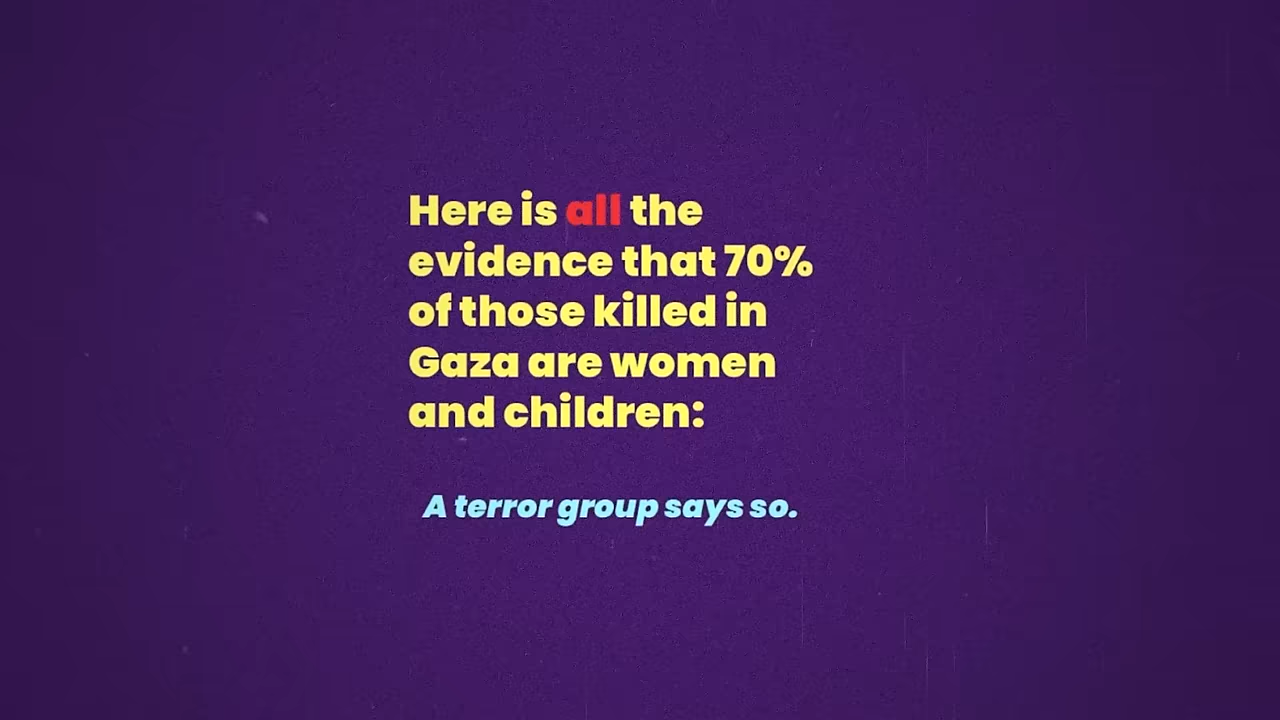 Here is all the
evidence that 70%
of those killed in
Gaza are women
and children:
A terror group says so.